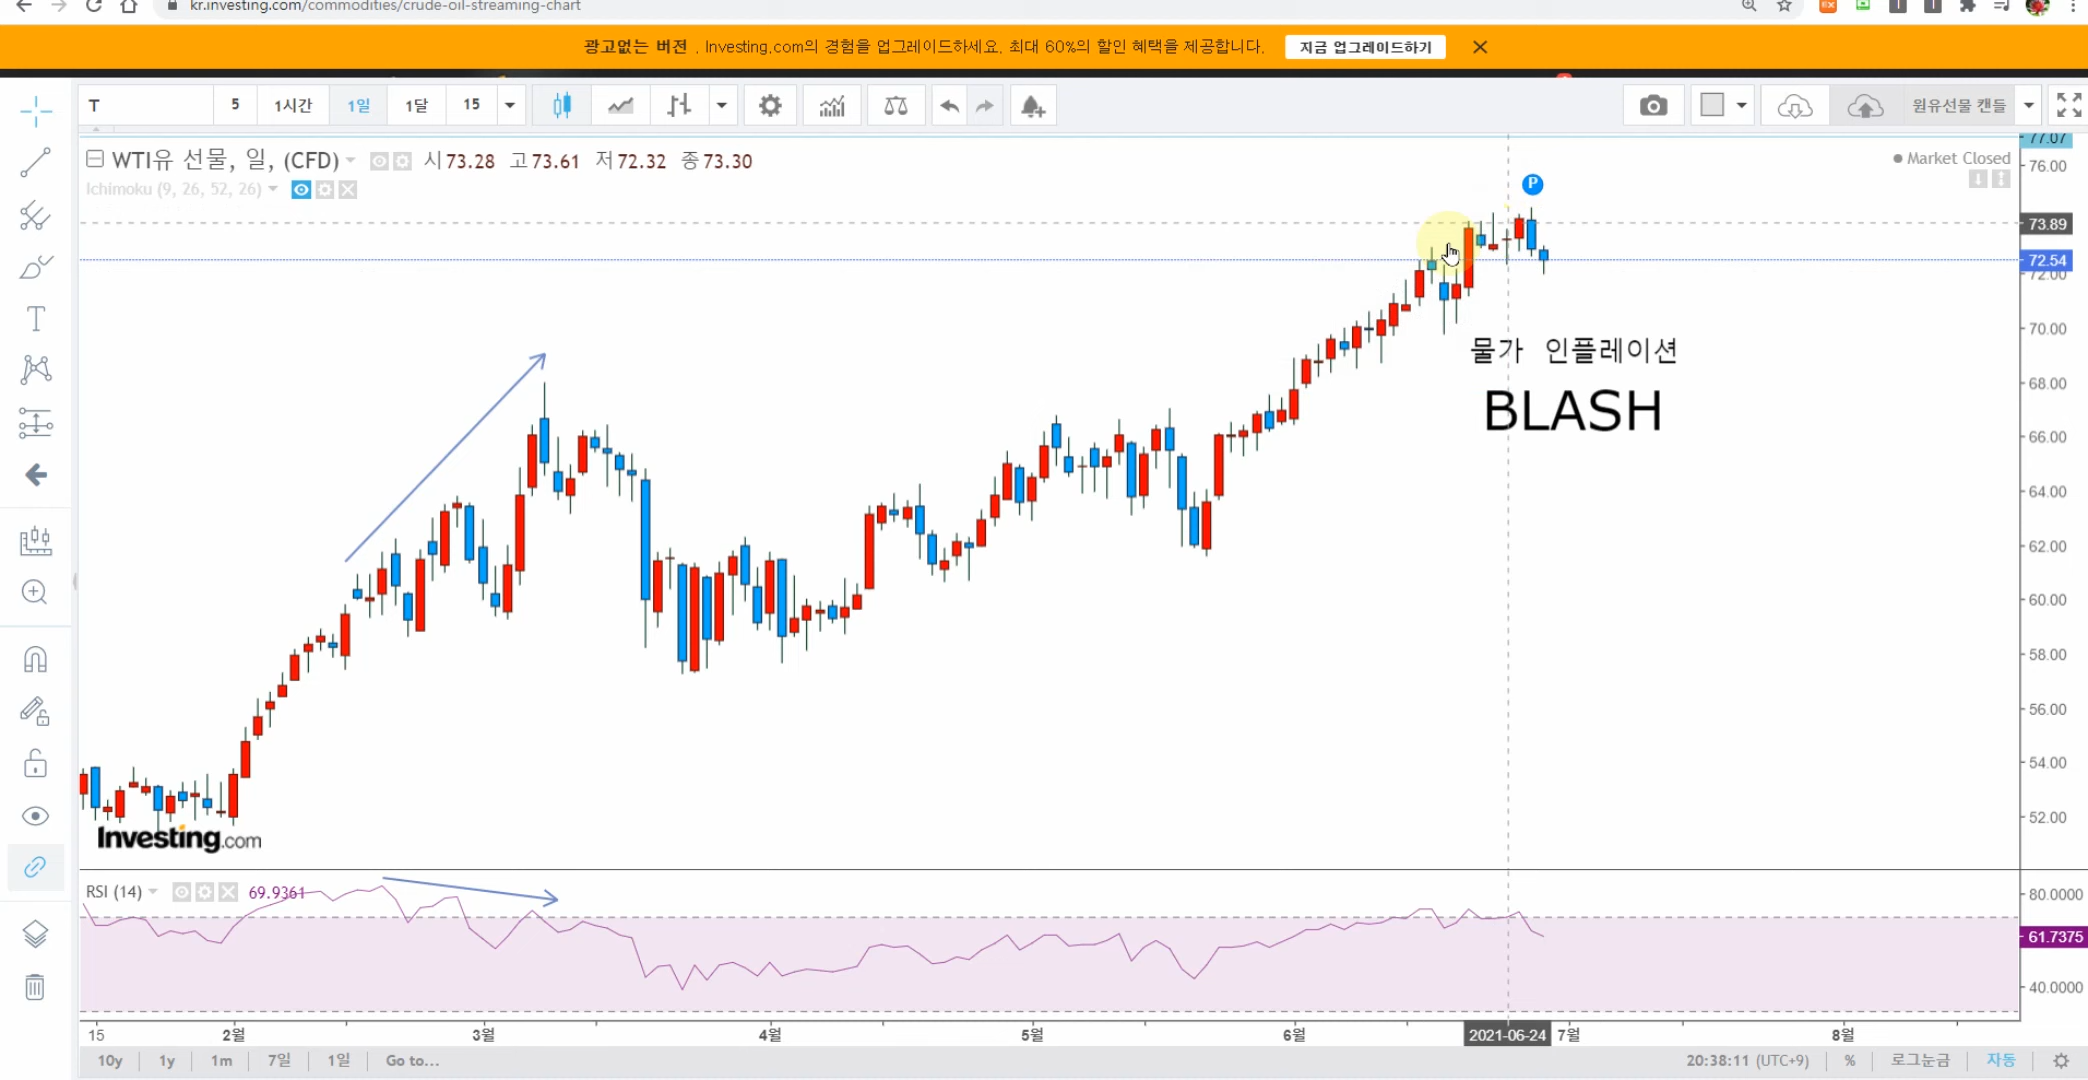 kr.investing.com/commodities/crude-oil-streaming-chart
광고없는 버전 . Investing.com의 경험을 업그레이드하세요. 최대 60%의 할인 혜택을 제공합니다. 지금 업그레이드하기
T 5 1시간 1일 1달 15 원유선물 캔들
WTI유 선물, 일, (CFD) 시73.28 고73.61 저72.32 종73.30
Market Closed
Ichimoku (9, 26, 52, 26)
P
77.07
76.00
73.89
72.54
72.00
70.00
68.00
66.00
64.00
62.00
60.00
58.00
56.00
54.00
52.00
물가 인플레이션
BLASH
Investing.com
RSI (14) 69.9361
80.0000
61.7375
40.0000
15 2월 3월 4월 5월 6월 2021-06-24 7월 8월
10y 1y 1m 7일 1일 Go to... 20:38:11 (UTC+9) % 로그눈금 자동